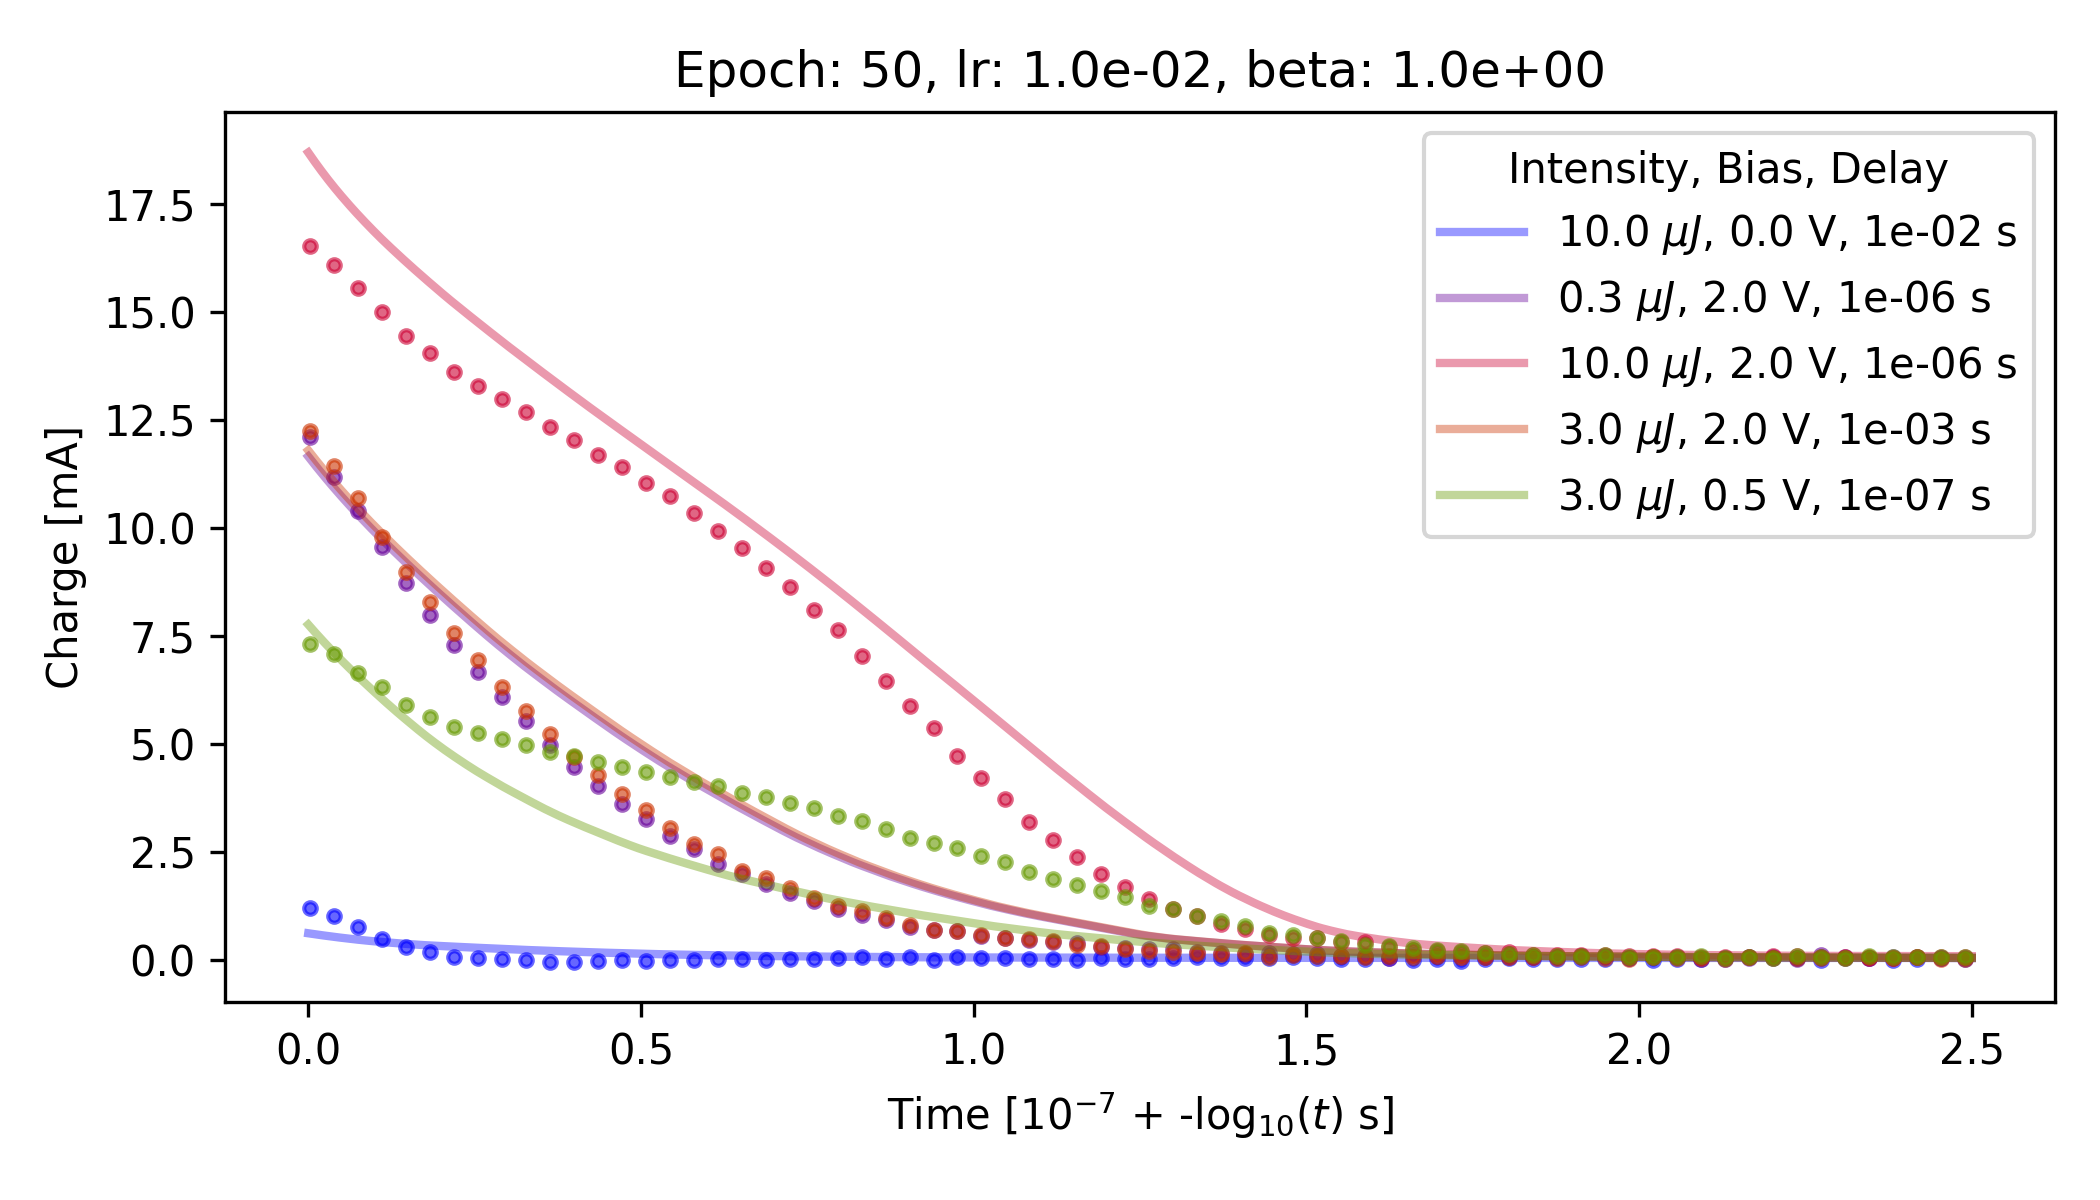 Epoch: 50, lr: 1.0e-02, beta: 1.0e+00
Intensity, Bias, Delay
10.0 μJ, 0.0 V, 1e-02 s
0.3 μJ, 2.0 V, 1e-06 s
10.0 μJ, 2.0 V, 1e-06 s
3.0 μJ, 2.0 V, 1e-03 s
3.0 μJ, 0.5 V, 1e-07 s
Charge [mA]
17.5
15.0
12.5
10.0
7.5
5.0
2.5
0.0
0.0 0.5 1.0 1.5 2.0 2.5
Time [10⁻⁷ + -log₁₀(t) s]